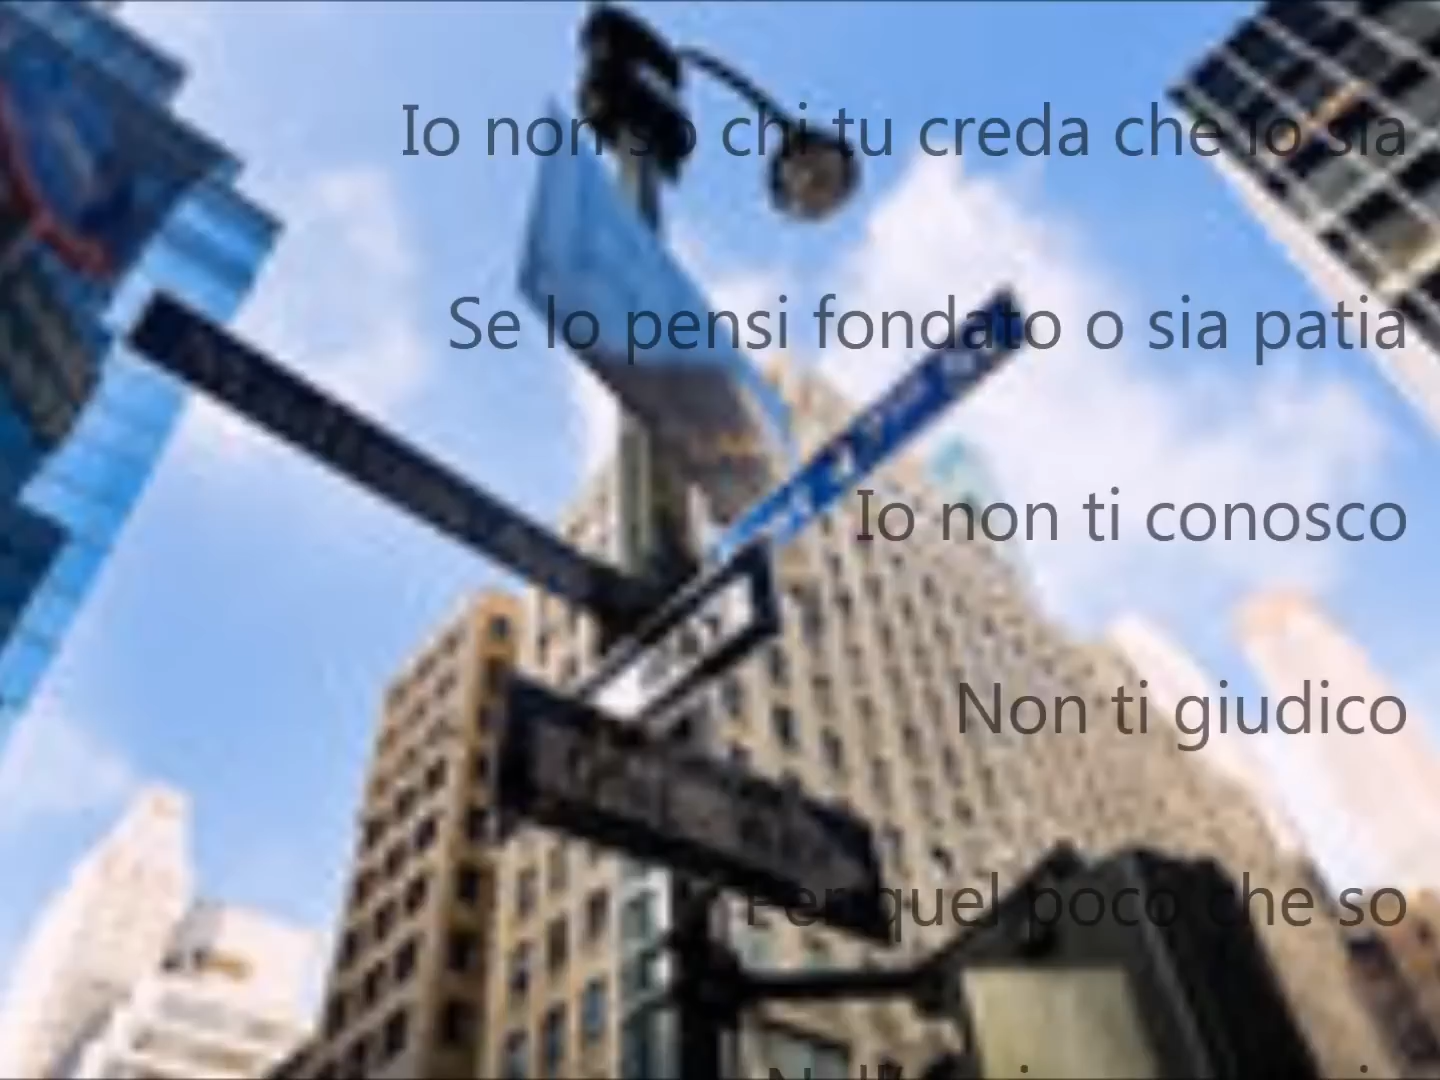 Io non so chi tu creda che io sia
Se lo pensi fondato o sia patia
Io non ti conosco
Non ti giudico
Per quel poco che so